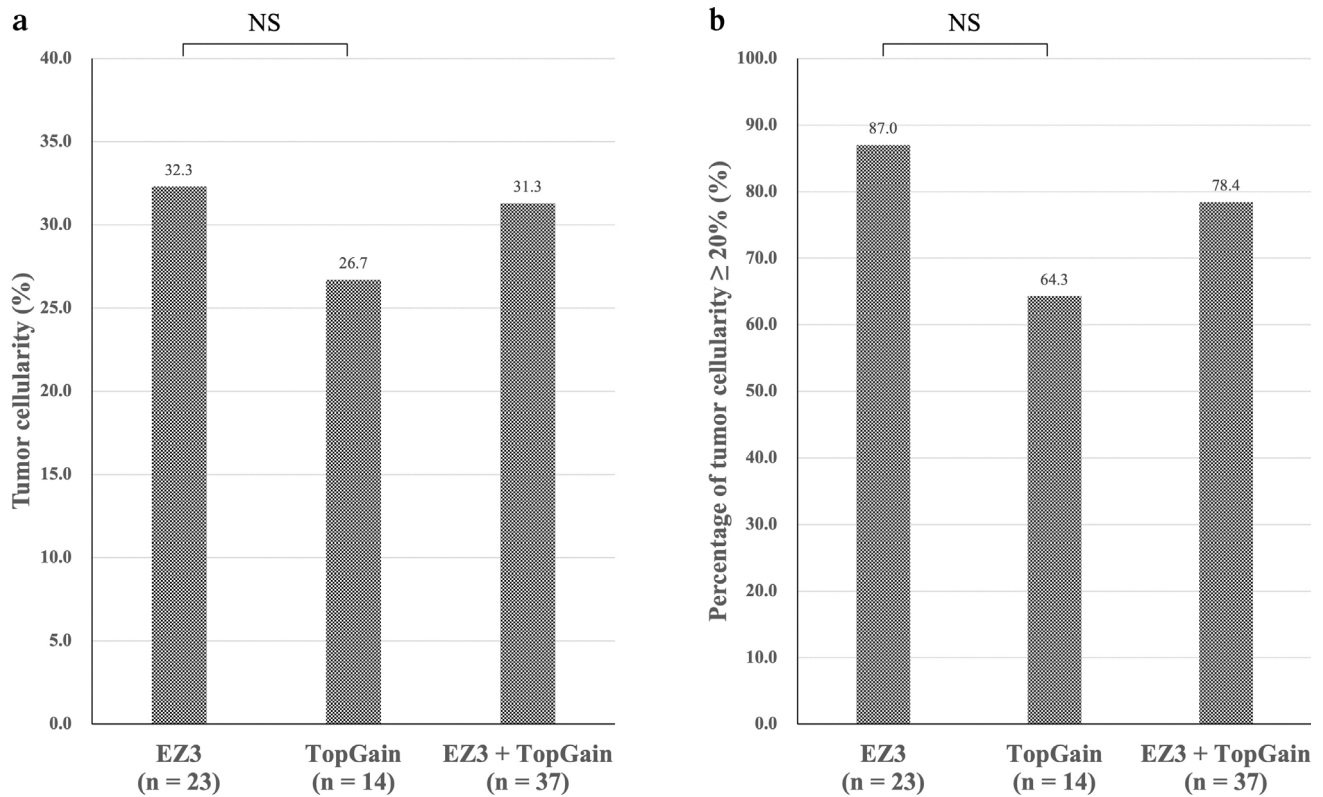 a
NS
Tumor cellularity (%)
40.0
35.0
30.0
25.0
20.0
15.0
10.0
5.0
0.0
32.3
26.7
31.3
EZ3
(n = 23)
TopGain
(n = 14)
EZ3 + TopGain
(n = 37)
b
NS
Percentage of tumor cellularity ≥ 20% (%)
100.0
90.0
80.0
70.0
60.0
50.0
40.0
30.0
20.0
10.0
0.0
87.0
64.3
78.4
EZ3
(n = 23)
TopGain
(n = 14)
EZ3 + TopGain
(n = 37)